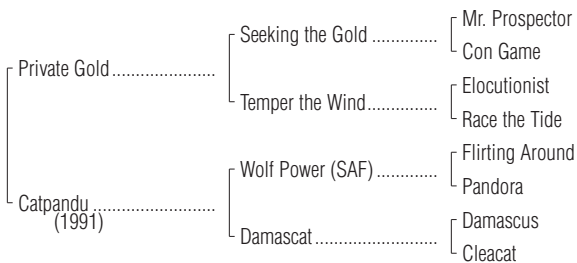 Mr. Prospector
Seeking the Gold ..............
Con Game
Private Gold ......................
Elocutionist
Temper the Wind ...............
Race the Tide
Flirting Around
Wolf Power (SAF) .............
Pandora
Catpandu ..........................
(1991)
Damascus
Damascat ..........................
Cleacat